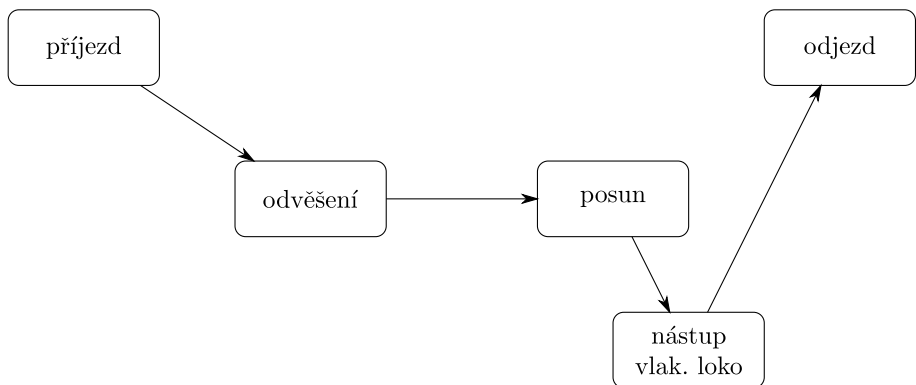 příjezd
odjezd
odvěšení
posun
nástup
vlak. loko